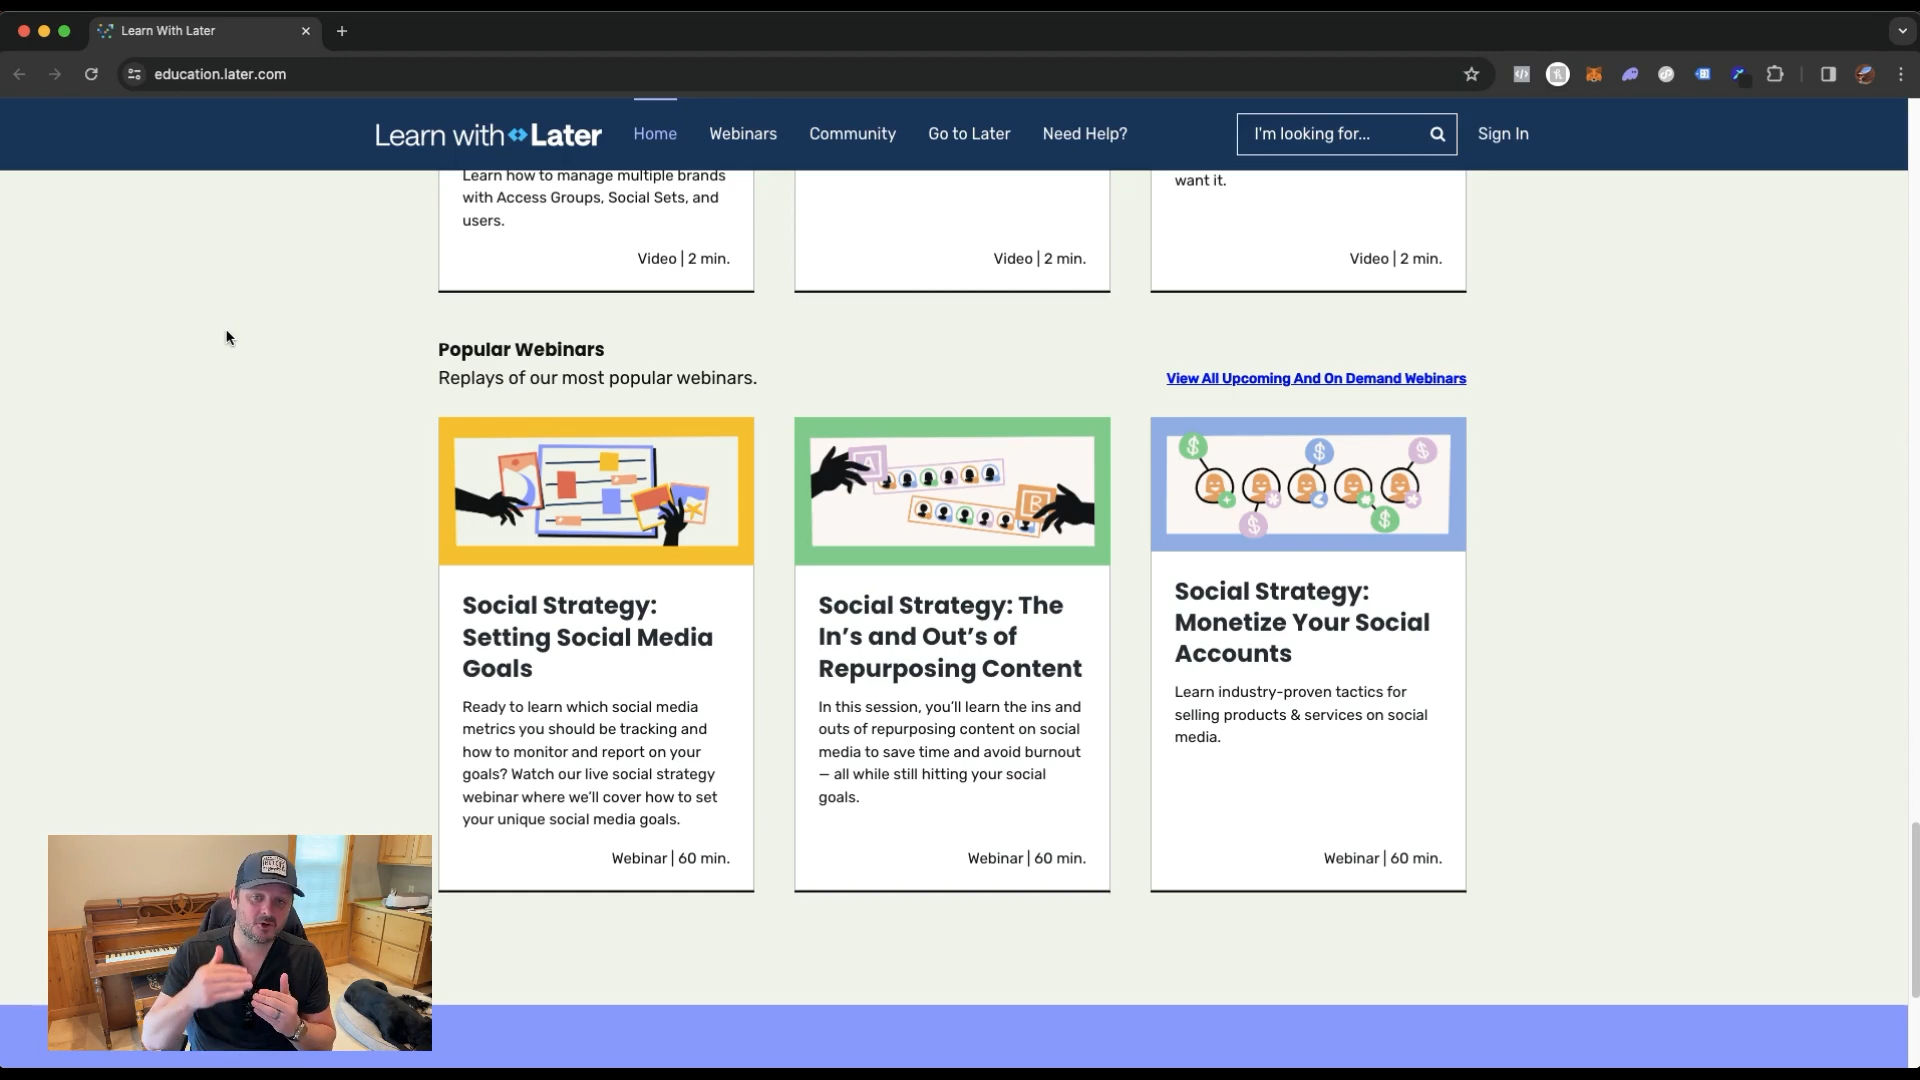 Learn With Later
education.later.com
Learn with Later
Home
Webinars
Community
Go to Later
Need Help?
I'm looking for...
Sign In
Learn how to manage multiple brands
with Access Groups, Social Sets, and
users.
Video | 2 min.
Video | 2 min.
want it.
Video | 2 min.
Popular Webinars
Replays of our most popular webinars.
View All Upcoming And On Demand Webinars
A
B
$ $ $
$ $
Social Strategy:
Setting Social Media
Goals
Ready to learn which social media
metrics you should be tracking and
how to monitor and report on your
goals? Watch our live social strategy
webinar where we’ll cover how to set
your unique social media goals.
Webinar | 60 min.
Social Strategy: The
In’s and Out’s of
Repurposing Content
In this session, you’ll learn the ins and
outs of repurposing content on social
media to save time and avoid burnout
— all while still hitting your social
goals.
Webinar | 60 min.
Social Strategy:
Monetize Your Social
Accounts
Learn industry-proven tactics for
selling products & services on social
media.
Webinar | 60 min.